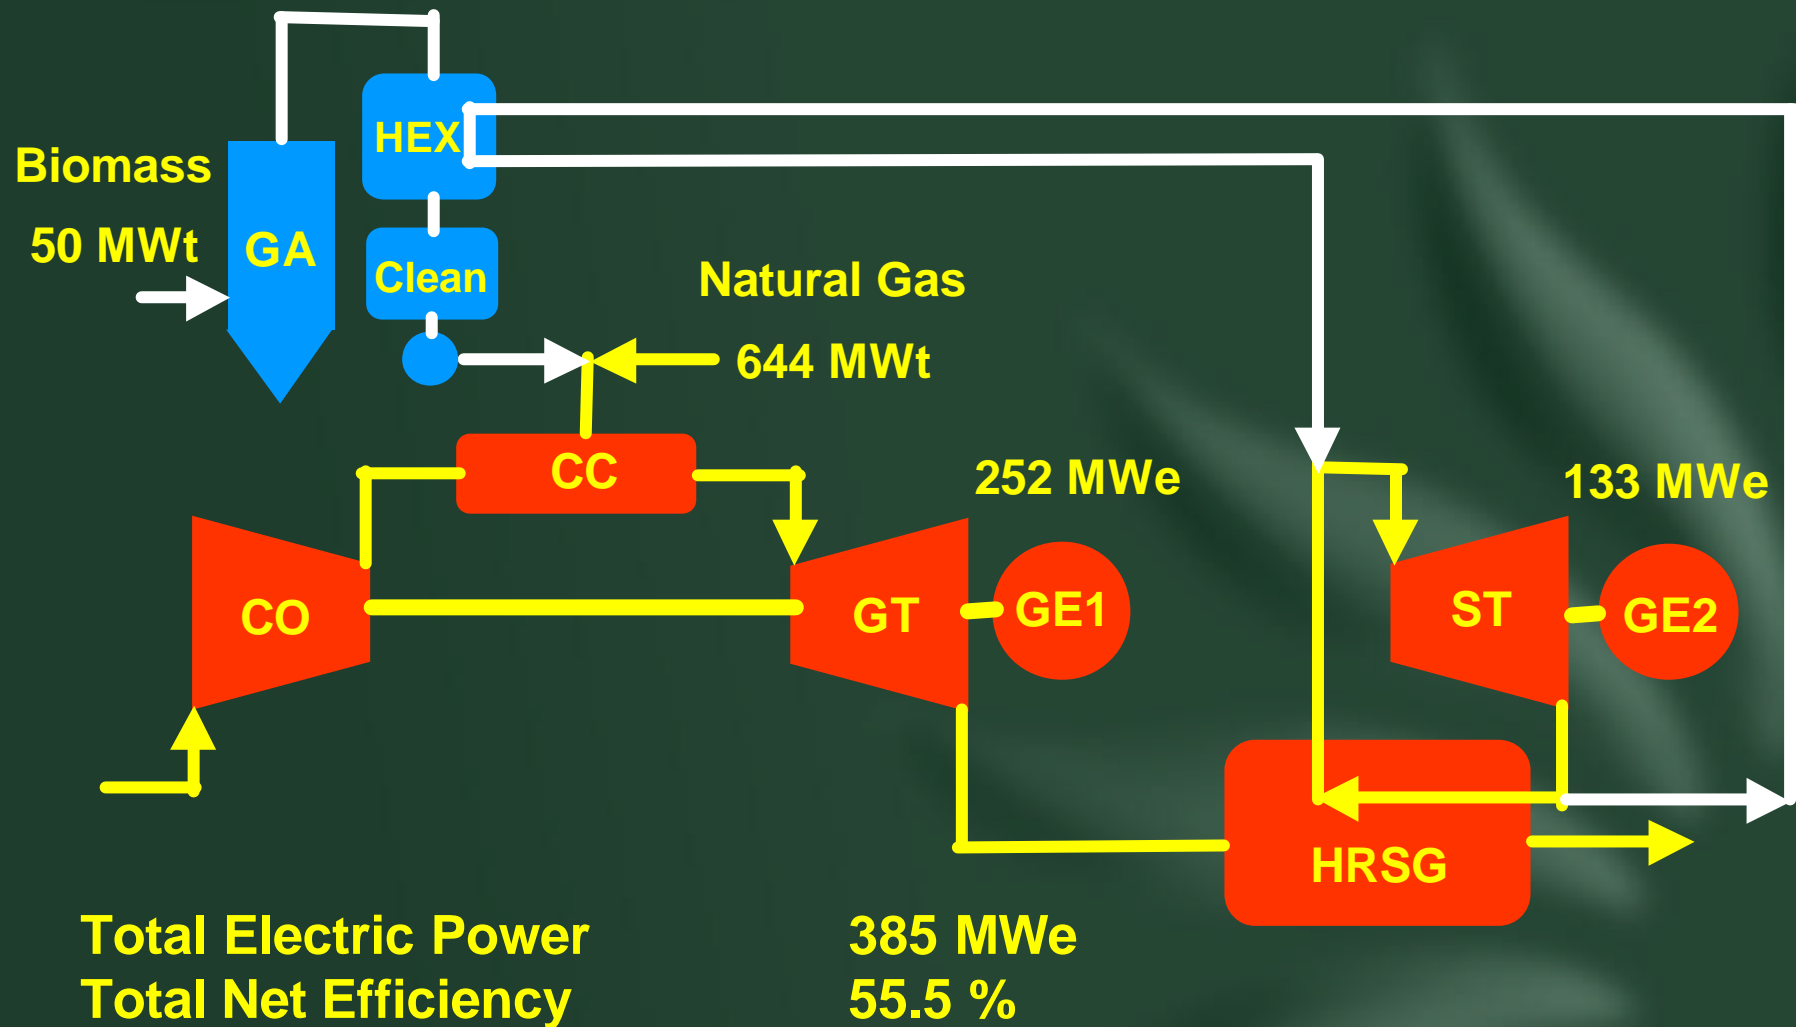 HEX
Biomass
50 MWt
GA
Clean
Natural Gas
644 MWt
CC
252 MWe
133 MWe
CO
GT
GE1
ST
GE2
HRSG
Total Electric Power 385 MWe
Total Net Efficiency 55.5 %